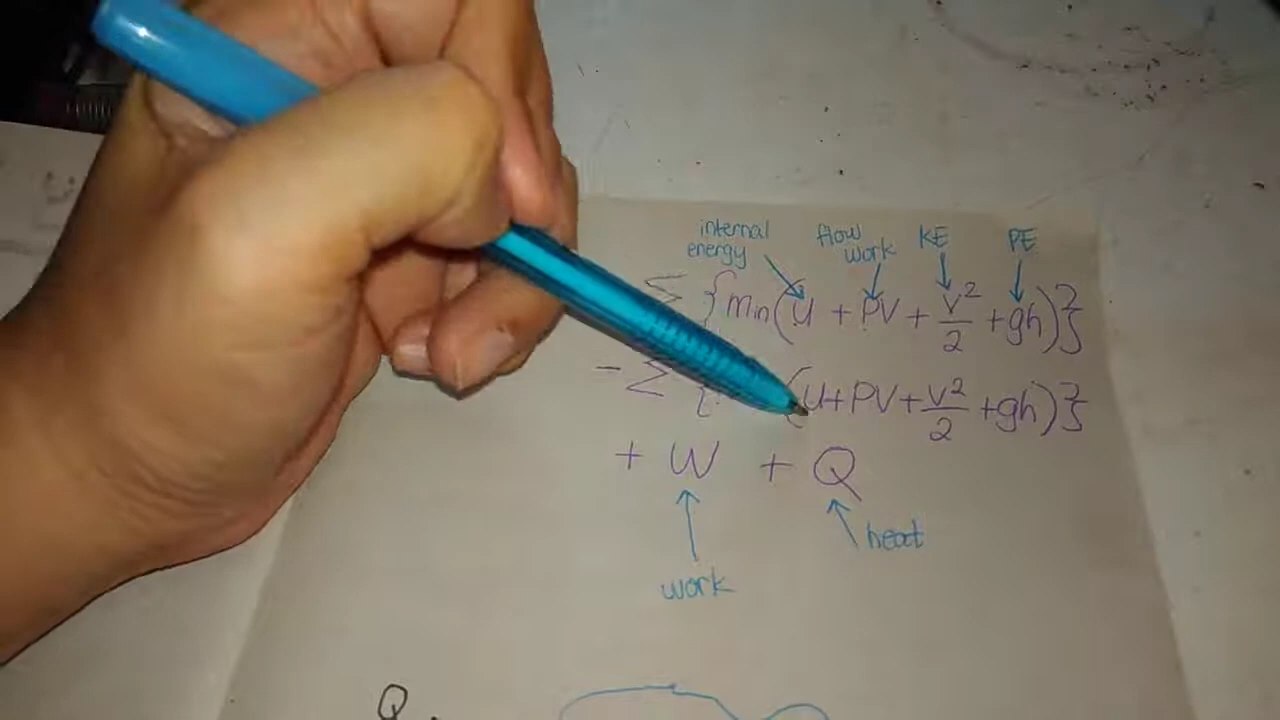 internal energy flow work KE PE
Σ {min(U + PV + v²/2 + gh)}
-Σ { (U+PV+v²/2 +gh)}
+ W + Q
heat
work
Q